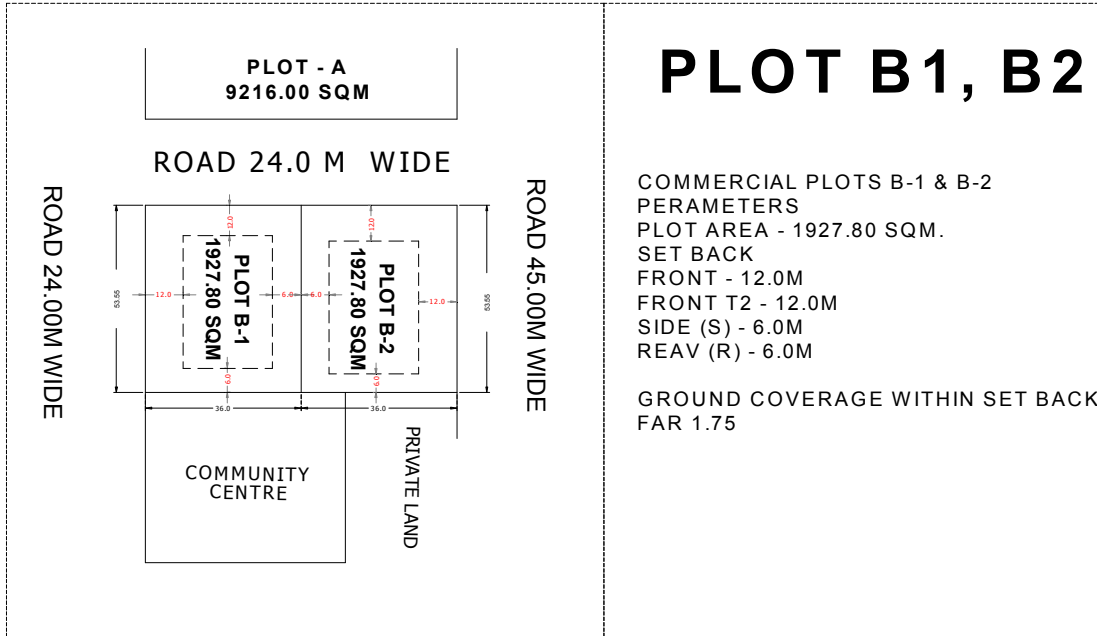 PLOT - A
9216.00 SQM
ROAD 24.0 M WIDE
ROAD 24.00M WIDE
ROAD 45.00M WIDE
53.55
12.0
12.0
53.55
PLOT B-1
1927.80 SQM
PLOT B-2
1927.80 SQM
12.0
6.0
6.0
12.0
6.0
6.0
36.0
36.0
COMMUNITY
CENTRE
PRIVATE LAND
PLOT B1, B2
COMMERCIAL PLOTS B-1 & B-2
PERAMETERS
PLOT AREA - 1927.80 SQM.
SET BACK
FRONT - 12.0M
FRONT T2 - 12.0M
SIDE (S) - 6.0M
REAV (R) - 6.0M
GROUND COVERAGE WITHIN SET BACK
FAR 1.75